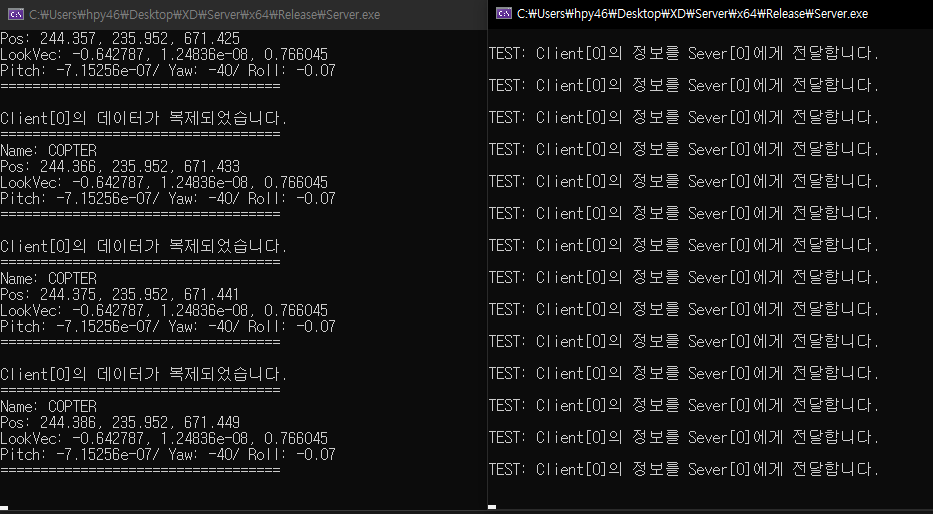 C:₩Users₩hpy46₩Desktop₩XD₩Server₩x64₩Release₩Server.exe
Pos: 244.357, 235.952, 671.425
LookVec: -0.642787, 1.24836e-08, 0.766045
Pitch: -7.15256e-07/ Yaw: -40/ Roll: -0.07
===================================
Client[0]의 데이터가 복제되었습니다.
===================================
Name: COPTER
Pos: 244.366, 235.952, 671.433
LookVec: -0.642787, 1.24836e-08, 0.766045
Pitch: -7.15256e-07/ Yaw: -40/ Roll: -0.07
===================================
Client[0]의 데이터가 복제되었습니다.
===================================
Name: COPTER
Pos: 244.375, 235.952, 671.441
LookVec: -0.642787, 1.24836e-08, 0.766045
Pitch: -7.15256e-07/ Yaw: -40/ Roll: -0.07
===================================
Client[0]의 데이터가 복제되었습니다.
===================================
Name: COPTER
Pos: 244.386, 235.952, 671.449
LookVec: -0.642787, 1.24836e-08, 0.766045
Pitch: -7.15256e-07/ Yaw: -40/ Roll: -0.07
===================================
C:₩Users₩hpy46₩Desktop₩XD₩Server₩x64₩Release₩Server.exe
TEST: Client[0]의 정보를 Sever[0]에게 전달합니다.
TEST: Client[0]의 정보를 Sever[0]에게 전달합니다.
TEST: Client[0]의 정보를 Sever[0]에게 전달합니다.
TEST: Client[0]의 정보를 Sever[0]에게 전달합니다.
TEST: Client[0]의 정보를 Sever[0]에게 전달합니다.
TEST: Client[0]의 정보를 Sever[0]에게 전달합니다.
TEST: Client[0]의 정보를 Sever[0]에게 전달합니다.
TEST: Client[0]의 정보를 Sever[0]에게 전달합니다.
TEST: Client[0]의 정보를 Sever[0]에게 전달합니다.
TEST: Client[0]의 정보를 Sever[0]에게 전달합니다.
TEST: Client[0]의 정보를 Sever[0]에게 전달합니다.
TEST: Client[0]의 정보를 Sever[0]에게 전달합니다.
TEST: Client[0]의 정보를 Sever[0]에게 전달합니다.
TEST: Client[0]의 정보를 Sever[0]에게 전달합니다.